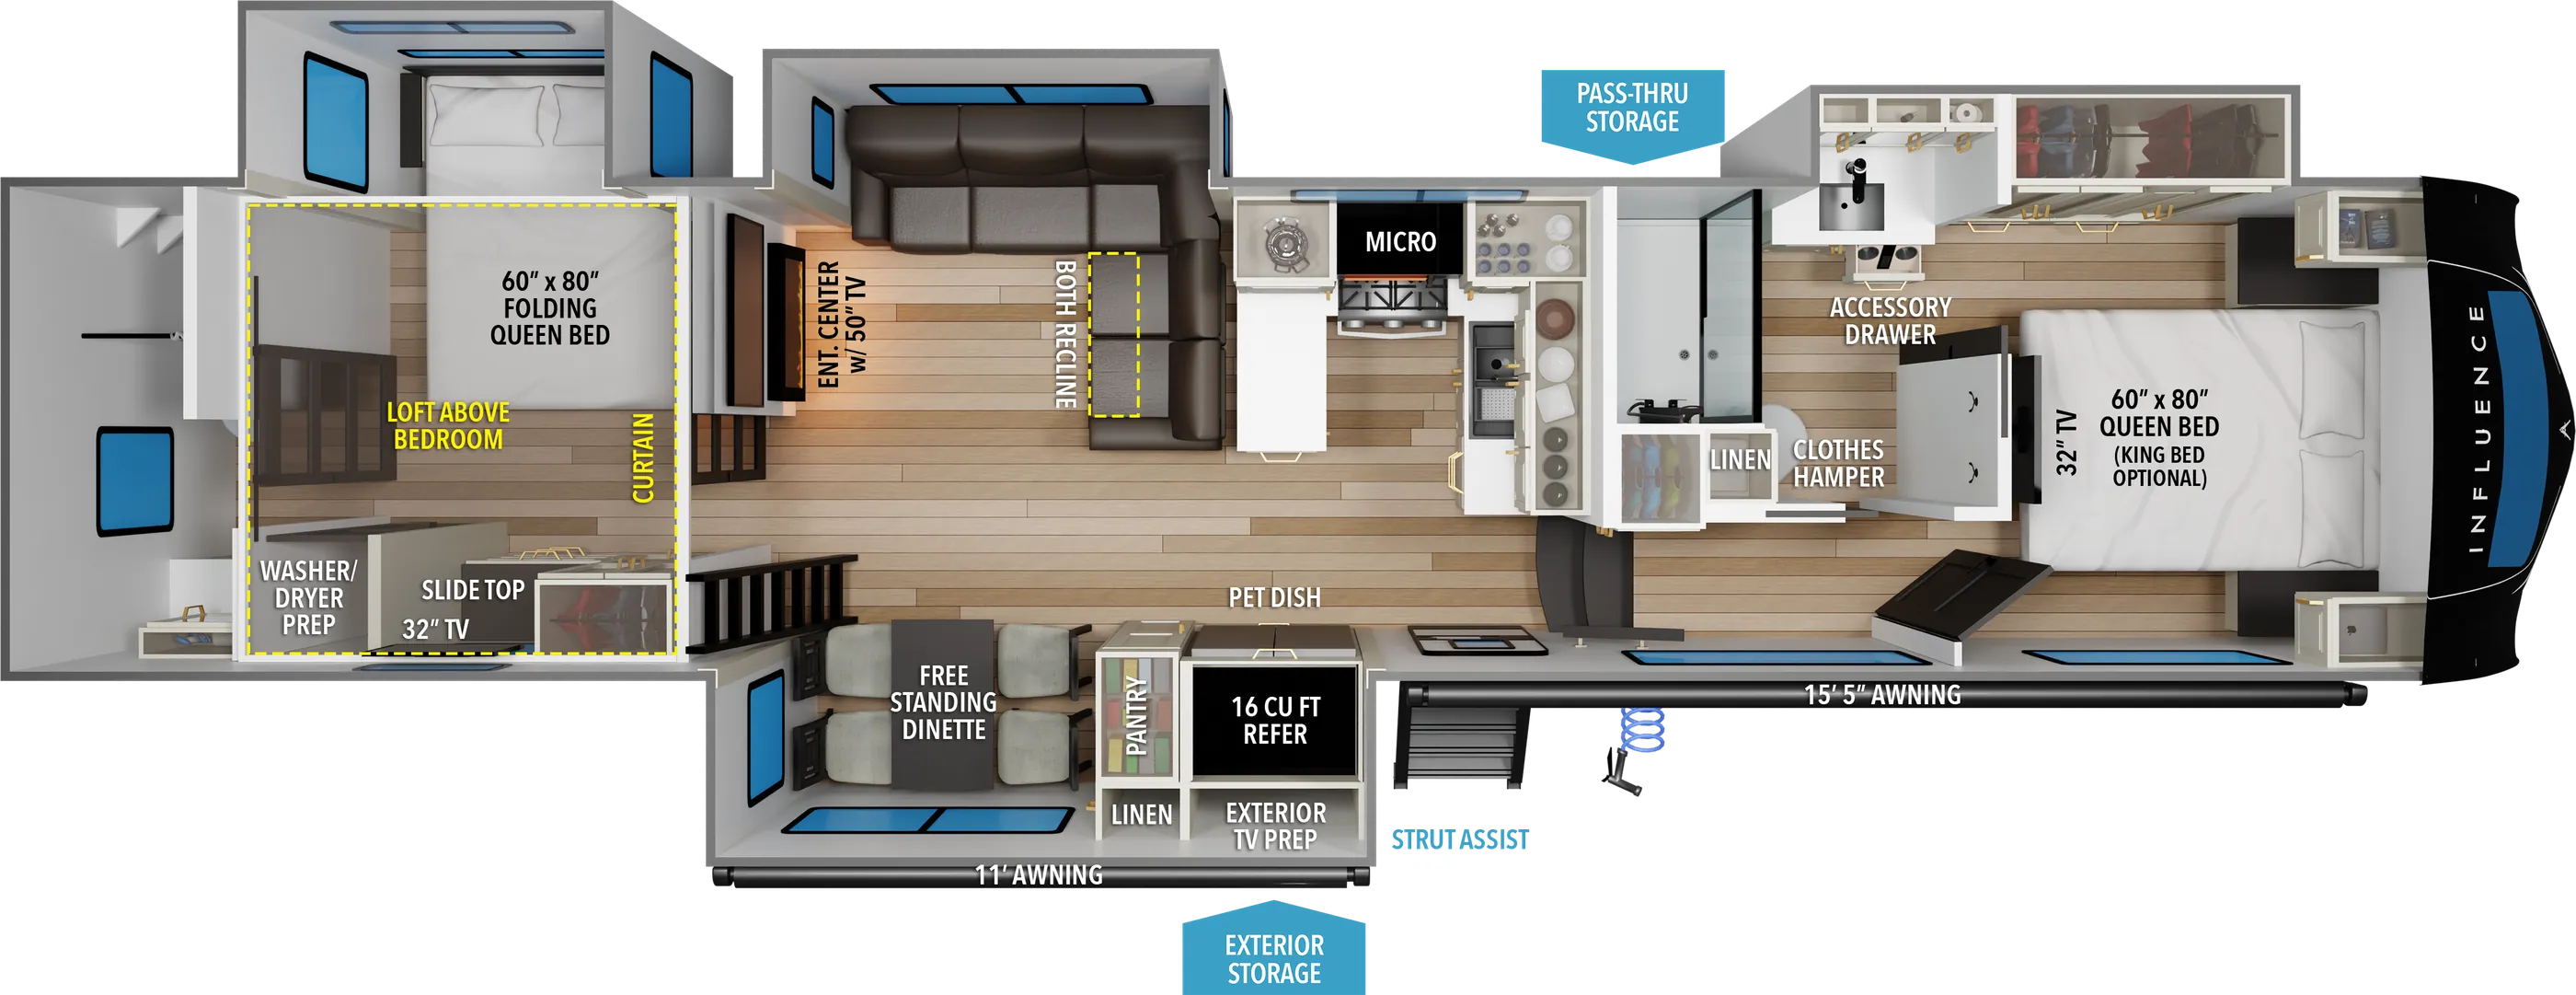 PASS-THRU
STORAGE
60" x 80"
FOLDING
QUEEN BED
LOFT ABOVE
BEDROOM
CURTAIN
WASHER/
DRYER
PREP
SLIDE TOP
32" TV
ENT. CENTER
w/ 50" TV
BOTH RECLINE
MICRO
PET DISH
FREE
STANDING
DINETTE
PANTRY
16 CU FT
REFER
LINEN
EXTERIOR
TV PREP
11' AWNING
EXTERIOR
STORAGE
STRUT ASSIST
LINEN
CLOTHES
HAMPER
ACCESSORY
DRAWER
32" TV
60" x 80"
QUEEN BED
(KING BED
OPTIONAL)
15' 5" AWNING
INFLUENCE